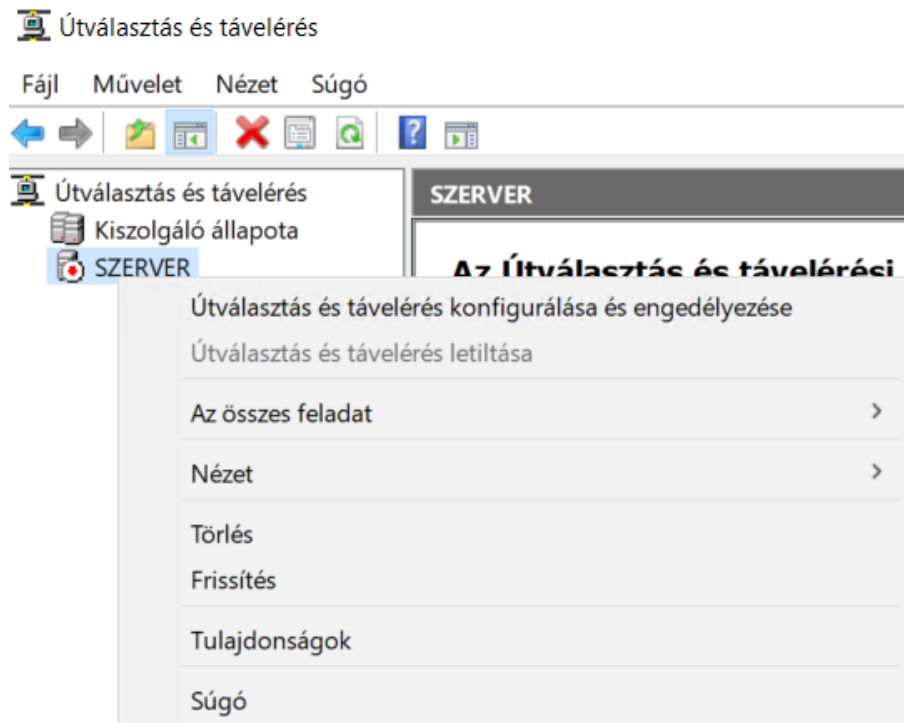 Útválasztás és távelérés
Fájl Művelet Nézet Súgó
Útválasztás és távelérés
Kiszolgáló állapota
SZERVER
SZERVER
Az Útválasztás és távelérési
Útválasztás és távelérés konfigurálása és engedélyezése
Útválasztás és távelérés letiltása
Az összes feladat
Nézet
Törlés
Frissítés
Tulajdonságok
Súgó